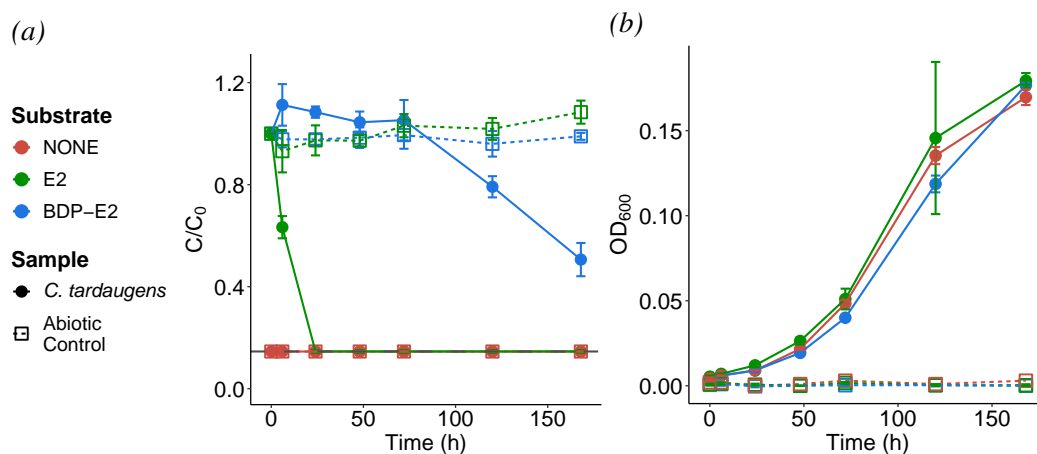 (a)
Substrate
NONE
E2
BDP−E2
Sample
C. tardaugens
Abiotic
Control
C/C0
1.2
0.8
0.4
0.0
0
50
100
150
Time (h)
(b)
OD600
0.15
0.10
0.05
0.00
0
50
100
150
Time (h)